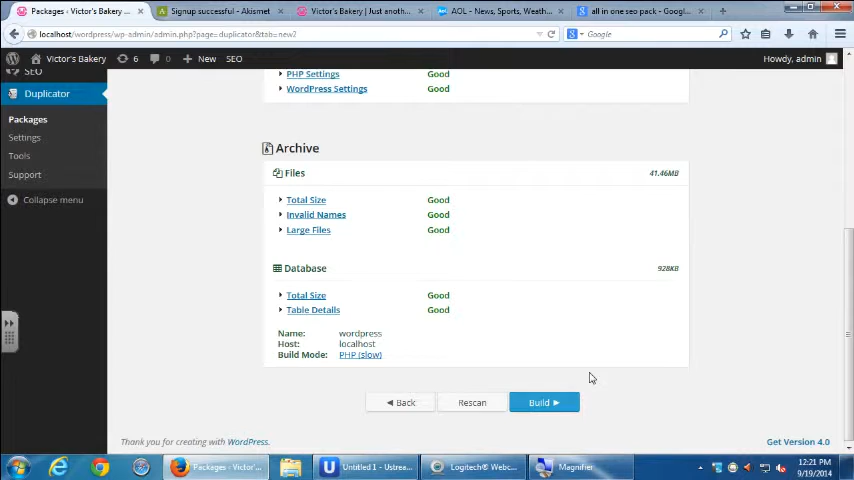 Packages ‹ Victor's Bakery ...
Signup successful - Akismet
Victor's Bakery | Just anoth...
AOL - News, Sports, Weath...
all in one seo pack - Googl...
localhost/wordpress/wp-admin/admin.php?page=duplicator&tab=new2
Google
Victor's Bakery
6
0
New
SEO
Howdy, admin
SEO
Duplicator
Packages
Settings
Tools
Support
Collapse menu
PHP Settings Good
WordPress Settings Good
Archive
Files 41.46MB
Total Size Good
Invalid Names Good
Large Files Good
Database 928KB
Total Size Good
Table Details Good
Name: wordpress
Host: localhost
Build Mode: PHP (slow)
Back
Rescan
Build
Thank you for creating with WordPress.
Get Version 4.0
Packages ‹ Victor'...
Untitled 1 - Ustrea...
Logitech® Webc...
Magnifier
12:21 PM
9/19/2014